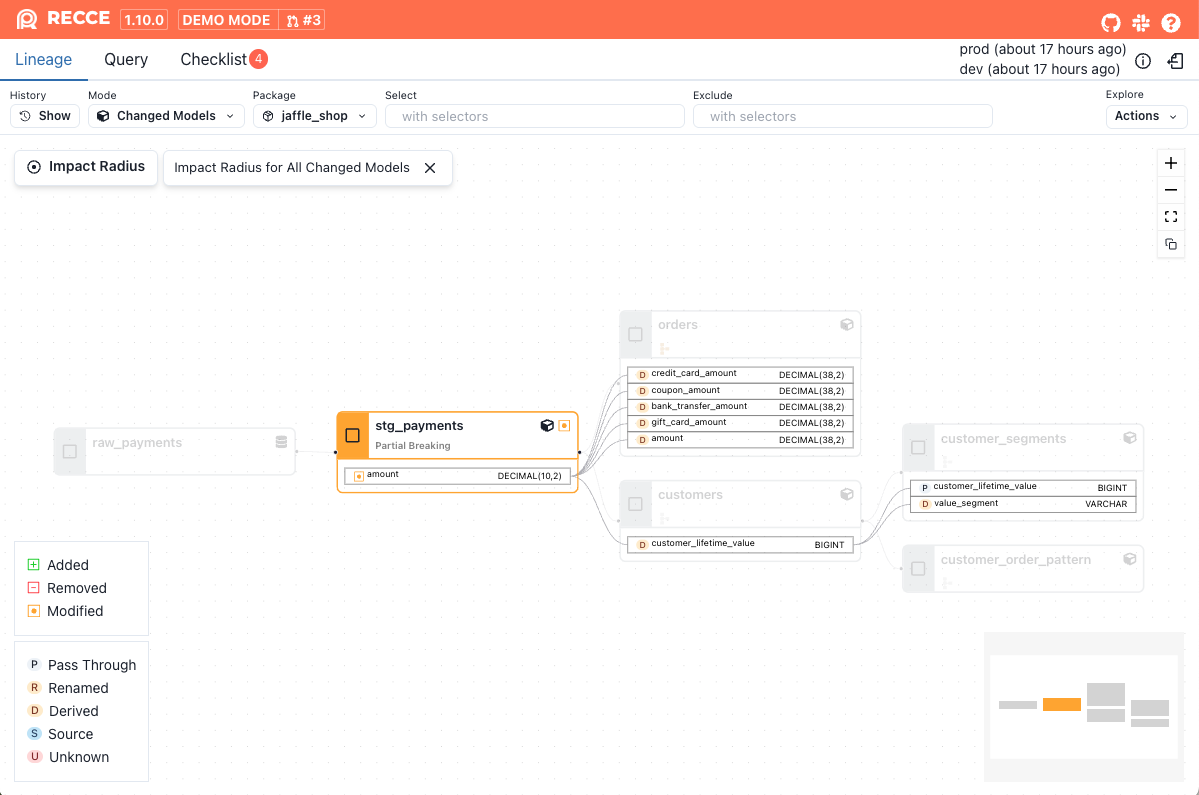 RECCE 1.10.0 DEMO MODE #3
Lineage Query Checklist 4
prod (about 17 hours ago)
dev (about 17 hours ago)
History Mode Package Select Exclude Explore
Show Changed Models jaffle_shop with selectors with selectors Actions
Impact Radius Impact Radius for All Changed Models
orders
D credit_card_amount DECIMAL(38,2)
D coupon_amount DECIMAL(38,2)
D bank_transfer_amount DECIMAL(38,2)
D gift_card_amount DECIMAL(38,2)
D amount DECIMAL(38,2)
raw_payments
stg_payments
Partial Breaking
amount DECIMAL(10,2)
customers
D customer_lifetime_value BIGINT
customer_segments
P customer_lifetime_value BIGINT
D value_segment VARCHAR
customer_order_pattern
Added
Removed
Modified
P Pass Through
R Renamed
D Derived
S Source
U Unknown